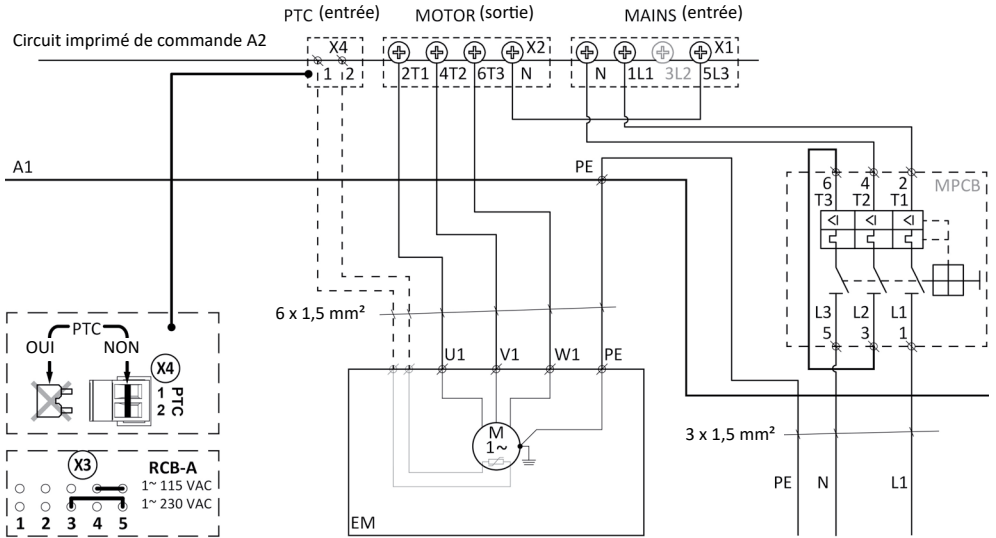 PTC (entrée) MOTOR (sortie) MAINS (entrée)
Circuit imprimé de commande A2
X4 X2 X1
1 2 2T1 4T2 6T3 N N 1L1 3L2 5L3
A1 PE
6 4 2 MPCB
T3 T2 T1
< < <
L3 L2 L1
5 3 1
6 x 1,5 mm²
PTC
OUI NON
X4
1
2
PTC
U1 V1 W1 PE
M
1~
EM
3 x 1,5 mm²
PE N L1
X3 RCB-A
1~ 115 VAC
1~ 230 VAC
1 2 3 4 5